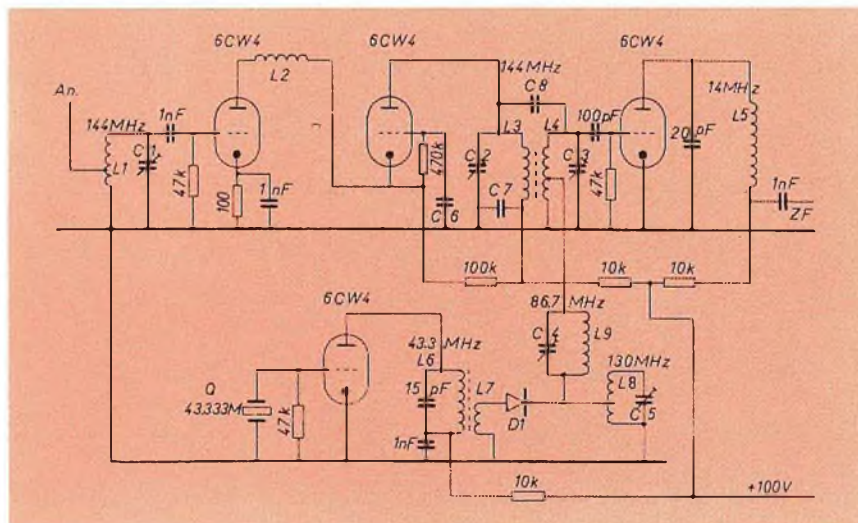 6CW4
6CW4
6CW4
An.
L2
144MHz
C8
14MHz
144MHz
1nF
C1
L1
47k
100
1nF
470k
C6
C2
L3
L4
C7
100pF
C3
47k
20pF
L5
1nF
ZF
100k
10k
10k
6CW4
86.7 MHz
C4
L9
43.3 MHz
L6
15 pF
L7
130MHz
L8
C5
Q
43.333M
47k
1nF
D1
10k
+100V